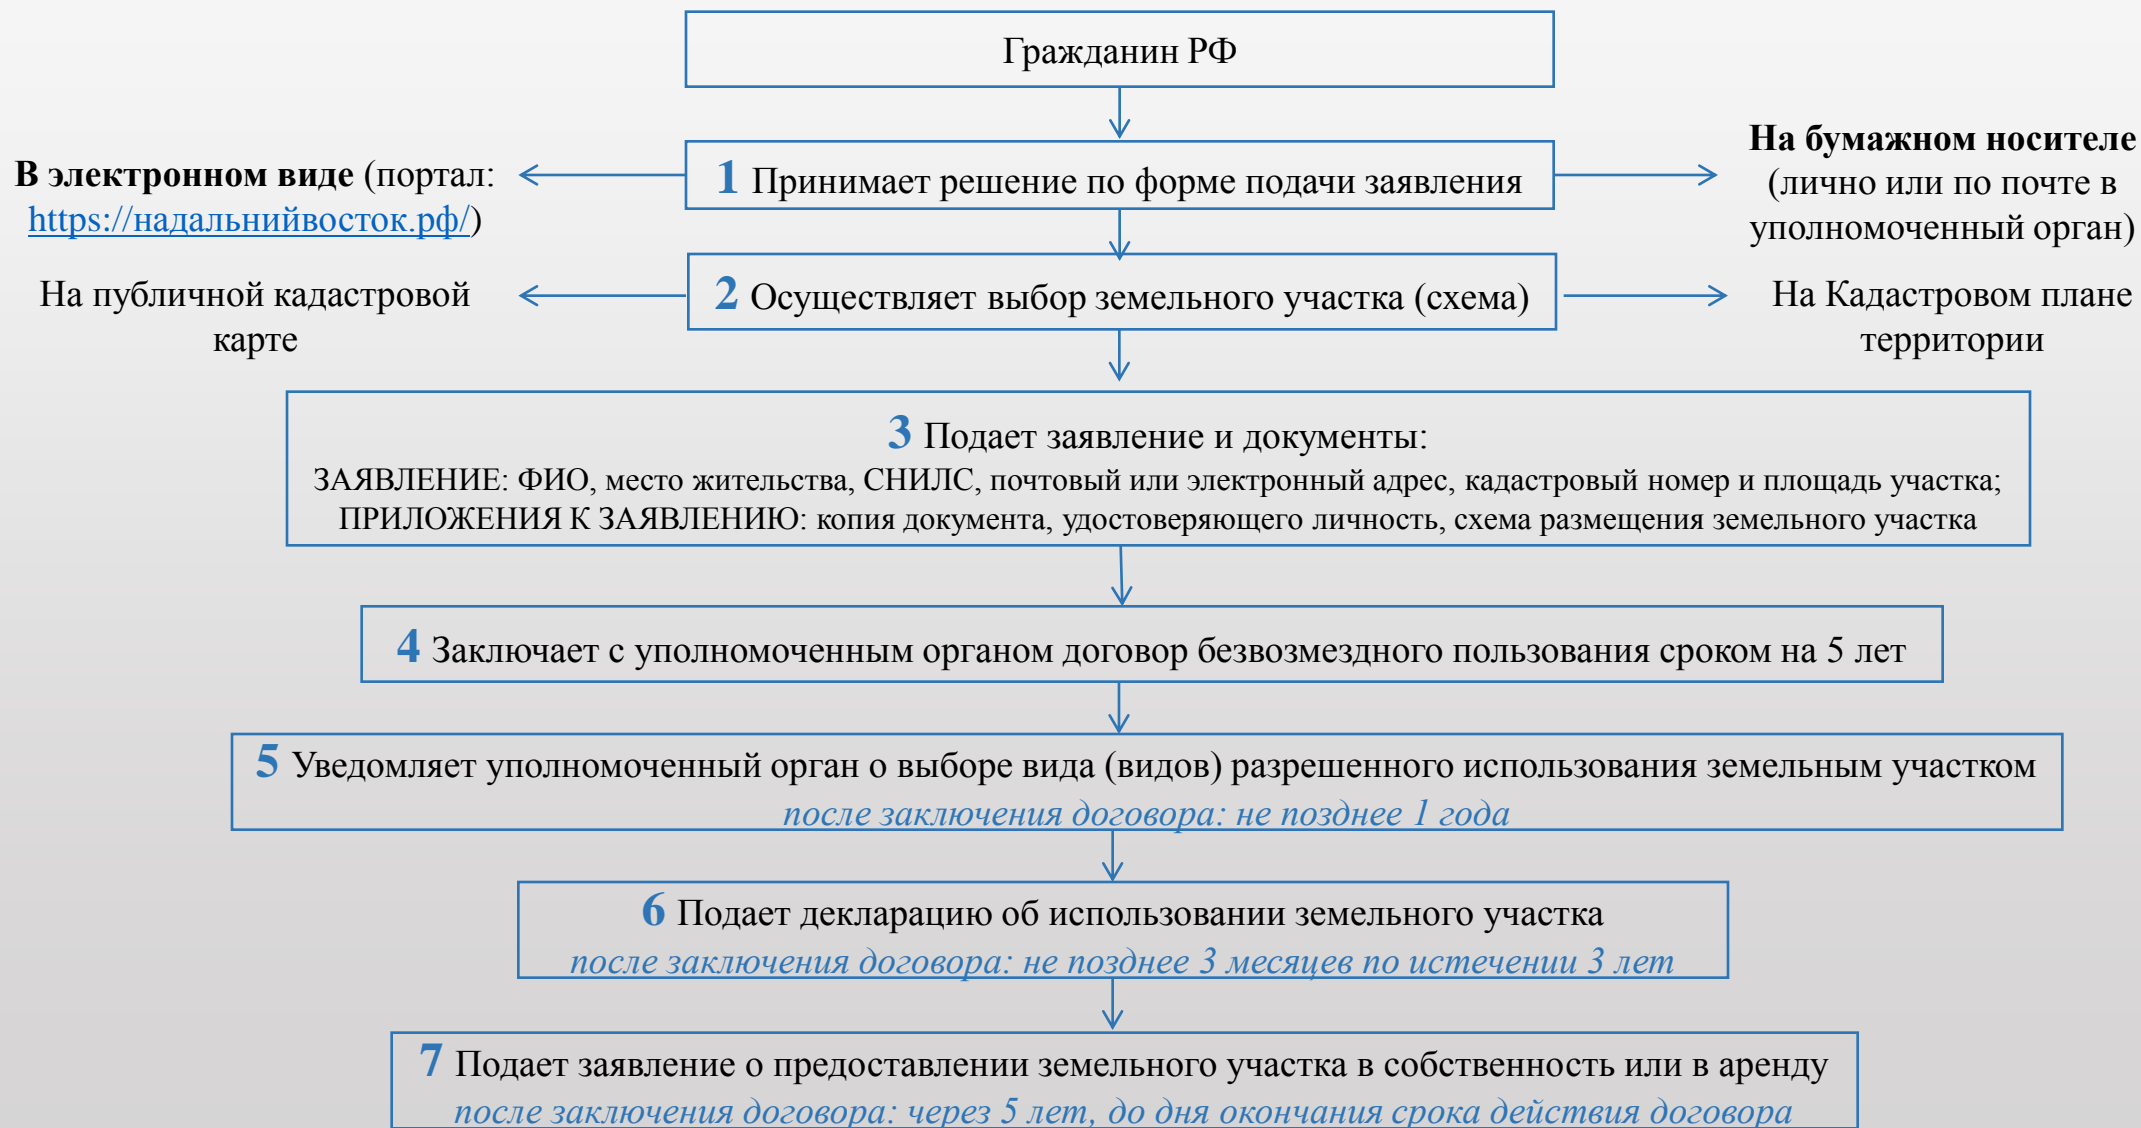 Гражданин РФ
В электронном виде (портал:
https://надальнийвосток.рф/)
1 Принимает решение по форме подачи заявления
На бумажном носителе
(лично или по почте в
уполномоченный орган)
На публичной кадастровой
карте
2 Осуществляет выбор земельного участка (схема)
На Кадастровом плане
территории
3 Подает заявление и документы:
ЗАЯВЛЕНИЕ: ФИО, место жительства, СНИЛС, почтовый или электронный адрес, кадастровый номер и площадь участка;
ПРИЛОЖЕНИЯ К ЗАЯВЛЕНИЮ: копия документа, удостоверяющего личность, схема размещения земельного участка
4 Заключает с уполномоченным органом договор безвозмездного пользования сроком на 5 лет
5 Уведомляет уполномоченный орган о выборе вида (видов) разрешенного использования земельным участком
после заключения договора: не позднее 1 года
6 Подает декларацию об использовании земельного участка
после заключения договора: не позднее 3 месяцев по истечении 3 лет
7 Подает заявление о предоставлении земельного участка в собственность или в аренду
после заключения договора: через 5 лет, до дня окончания срока действия договора